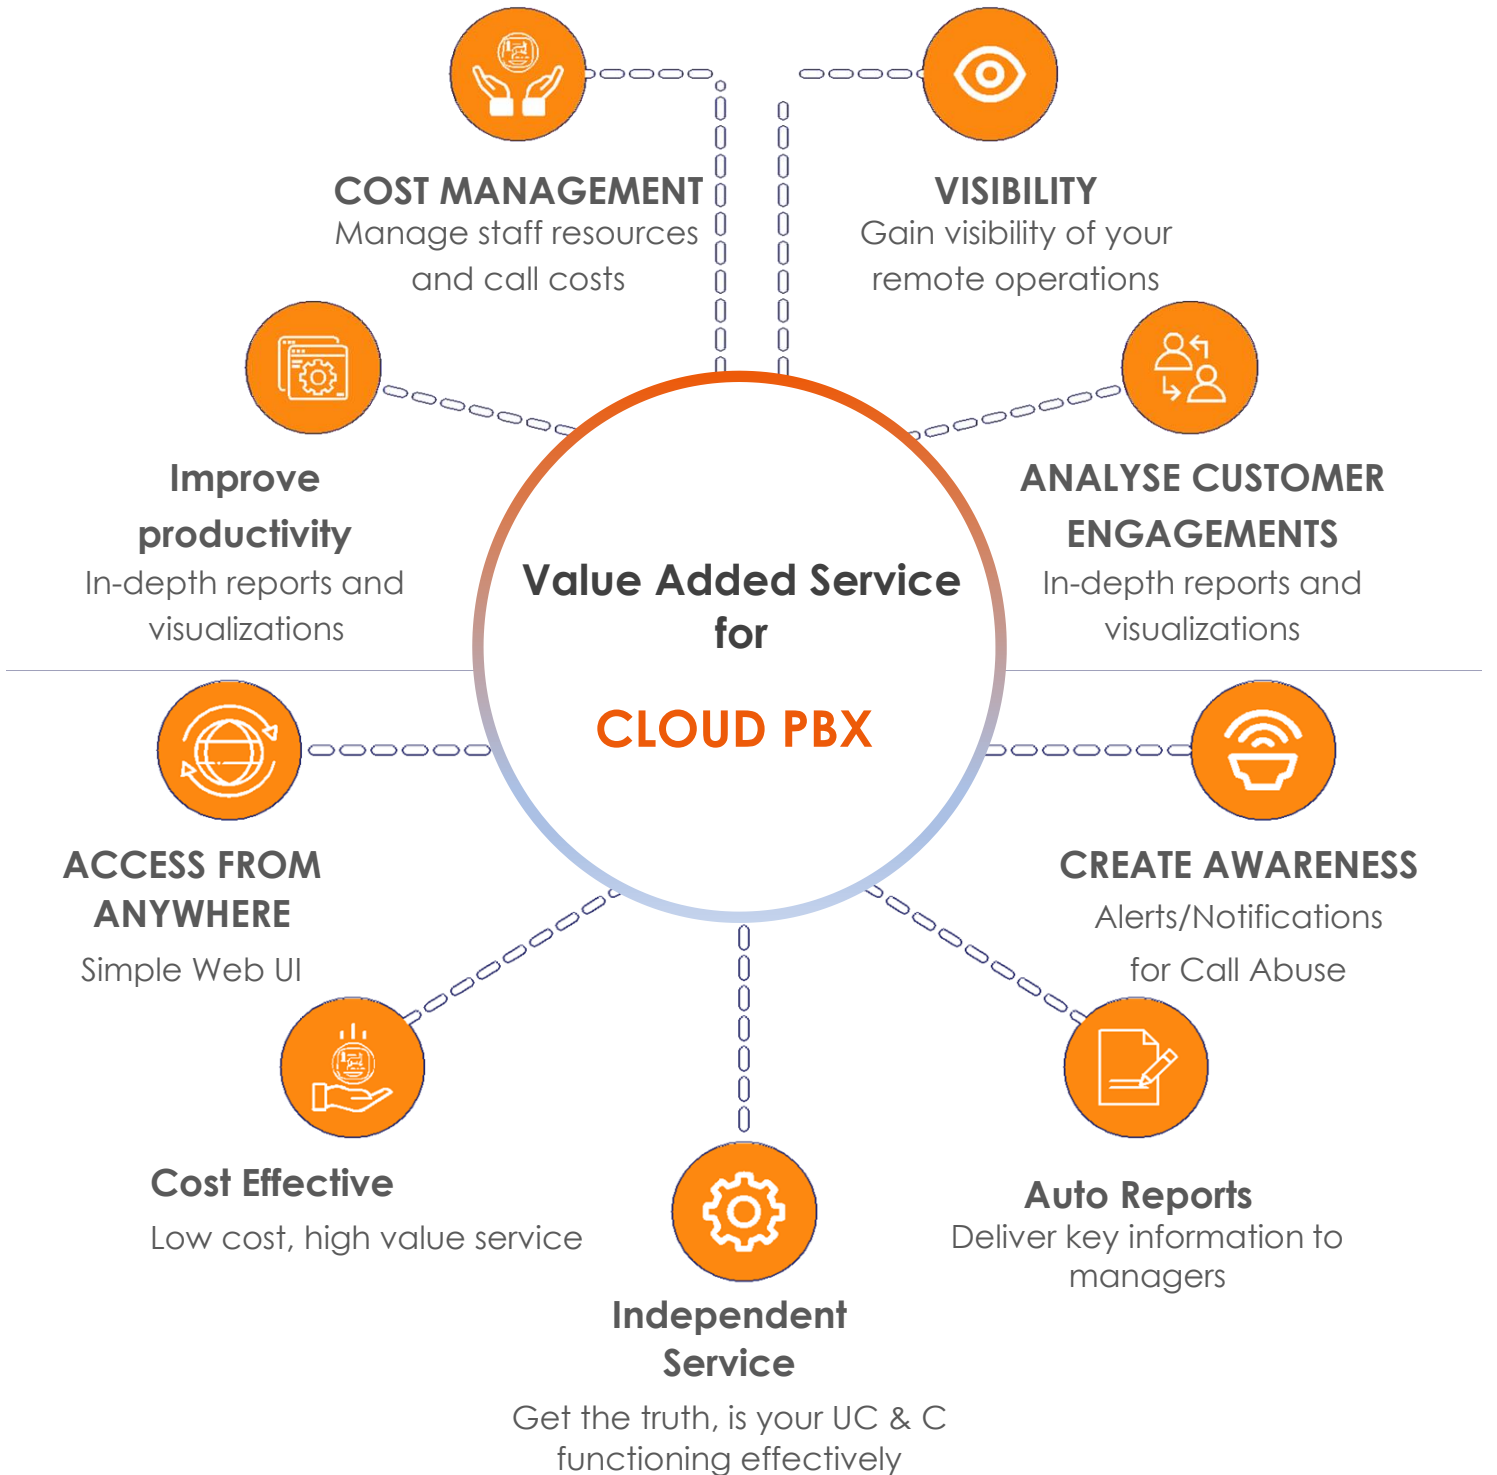 COST MANAGEMENT
Manage staff resources
and call costs
VISIBILITY
Gain visibility of your
remote operations
Improve
productivity
In-depth reports and
visualizations
ANALYSE CUSTOMER
ENGAGEMENTS
In-depth reports and
visualizations
Value Added Service
for
CLOUD PBX
ACCESS FROM
ANYWHERE
Simple Web UI
CREATE AWARENESS
Alerts/Notifications
for Call Abuse
Cost Effective
Low cost, high value service
Independent
Service
Get the truth, is your UC & C
functioning effectively
Auto Reports
Deliver key information to
managers